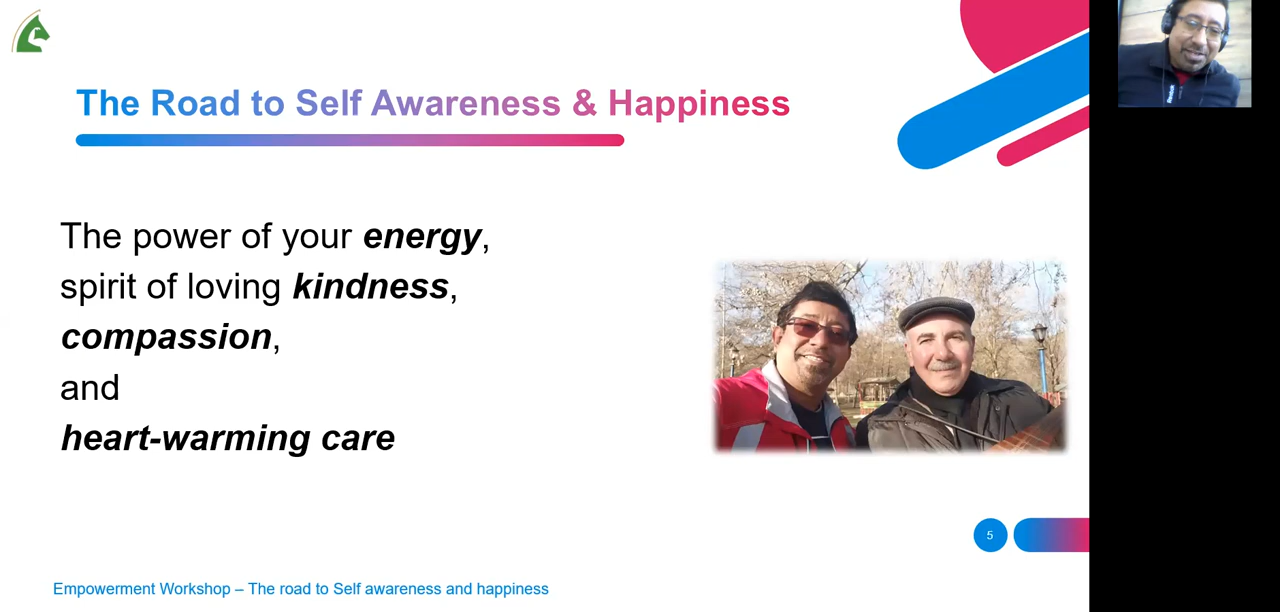 The Road to Self Awareness & Happiness
The power of your energy,
spirit of loving kindness,
compassion,
and
heart-warming care
5
Empowerment Workshop – The road to Self awareness and happiness
Reebok